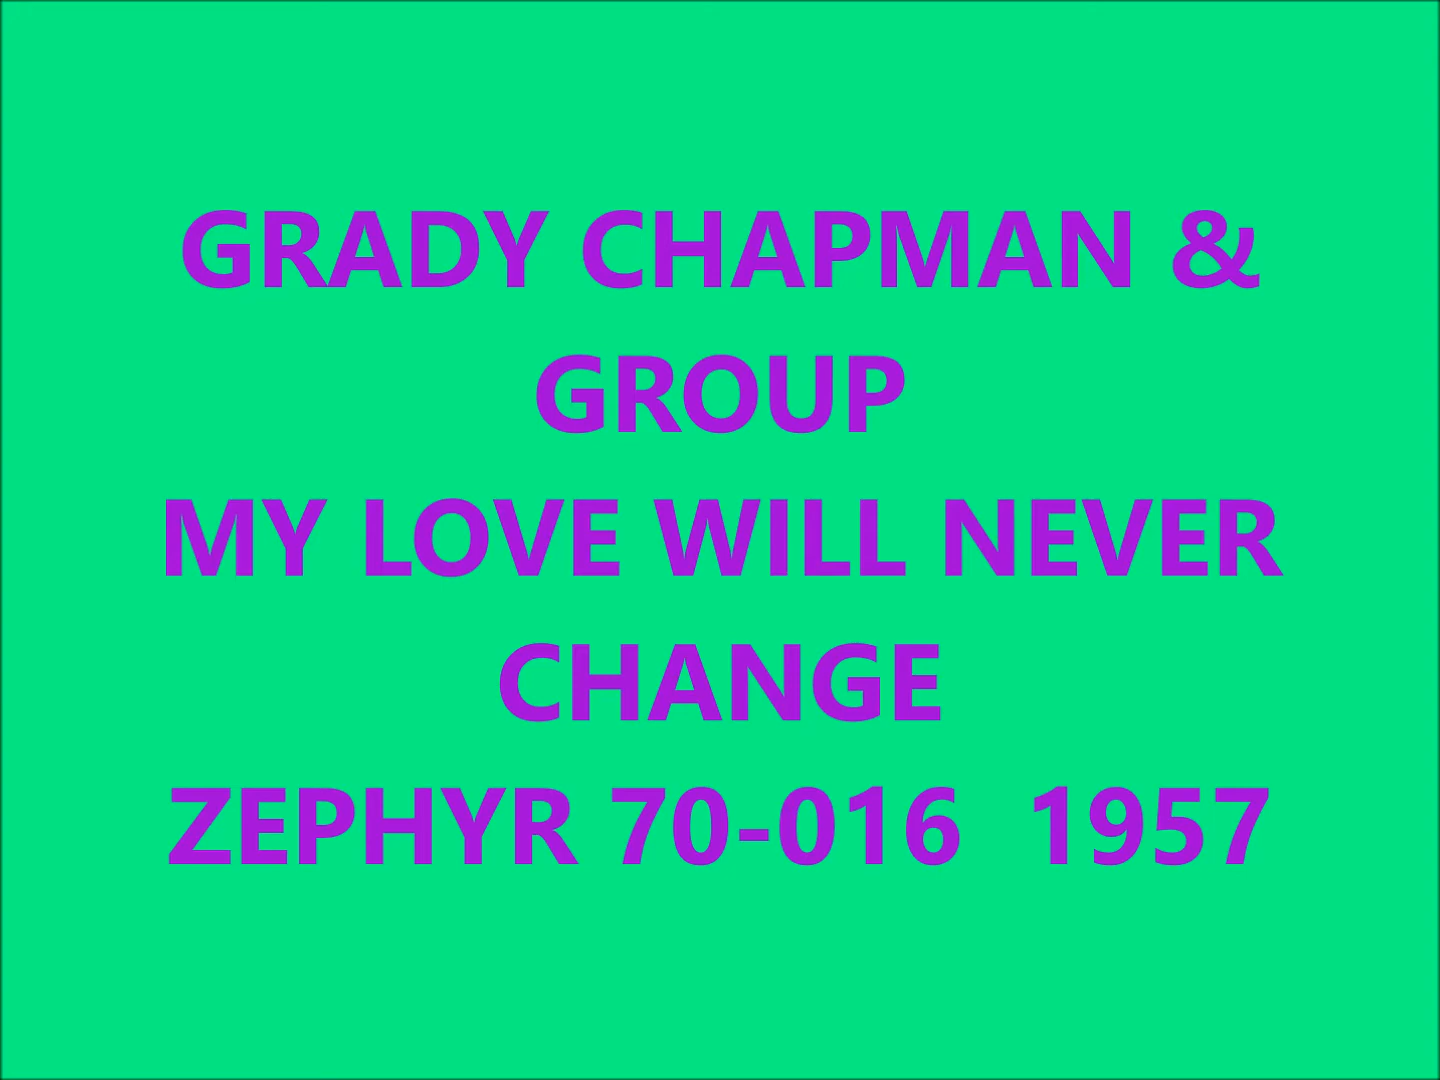 GRADY CHAPMAN &
GROUP
MY LOVE WILL NEVER
CHANGE
ZEPHYR 70-016  1957